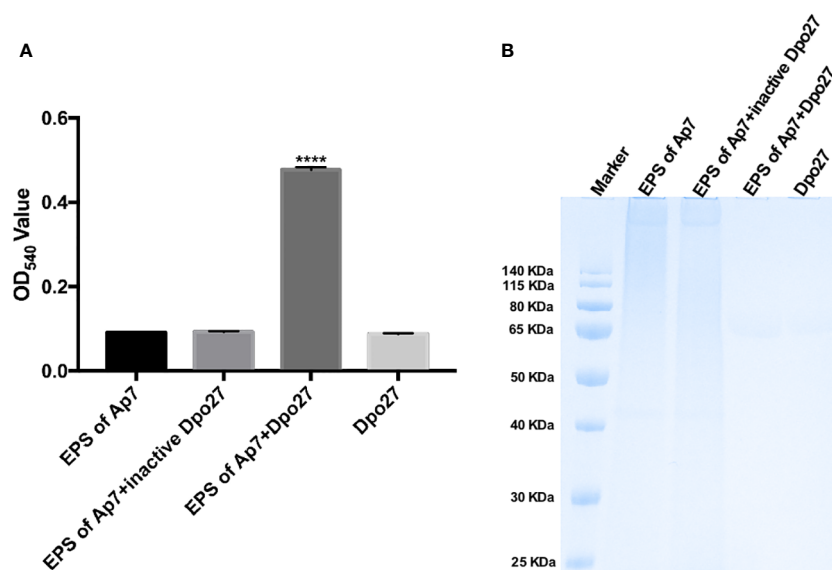 A
0.6
0.4
0.2
0.0
OD540 Value
****
EPS of Ap7
EPS of Ap7+inactive Dpo27
EPS of Ap7+Dpo27
Dpo27
B
Marker
EPS of Ap7
EPS of Ap7+inactive Dpo27
EPS of Ap7+Dpo27
Dpo27
140 KDa
115 KDa
80 KDa
65 KDa
50 KDa
40 KDa
30 KDa
25 KDa